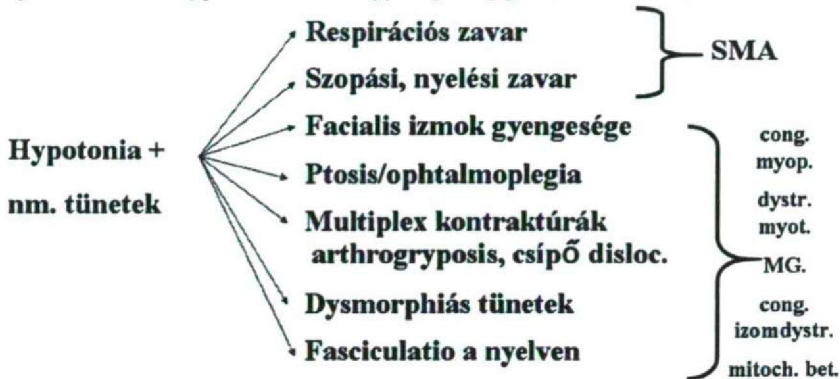 Respirációs zavar
SMA
Szopási, nyelési zavar
Hypotonia +
nm. tünetek
Facialis izmok gyengesége
Ptosis/ophtalmoplegia
Multiplex kontraktúrák
arthrogryposis, csípő disloc.
Dysmorphiás tünetek
Fasciculatio a nyelven
cong.
myop.
dystr.
myot.
MG.
cong.
izomdystr.
mitoch. bet.